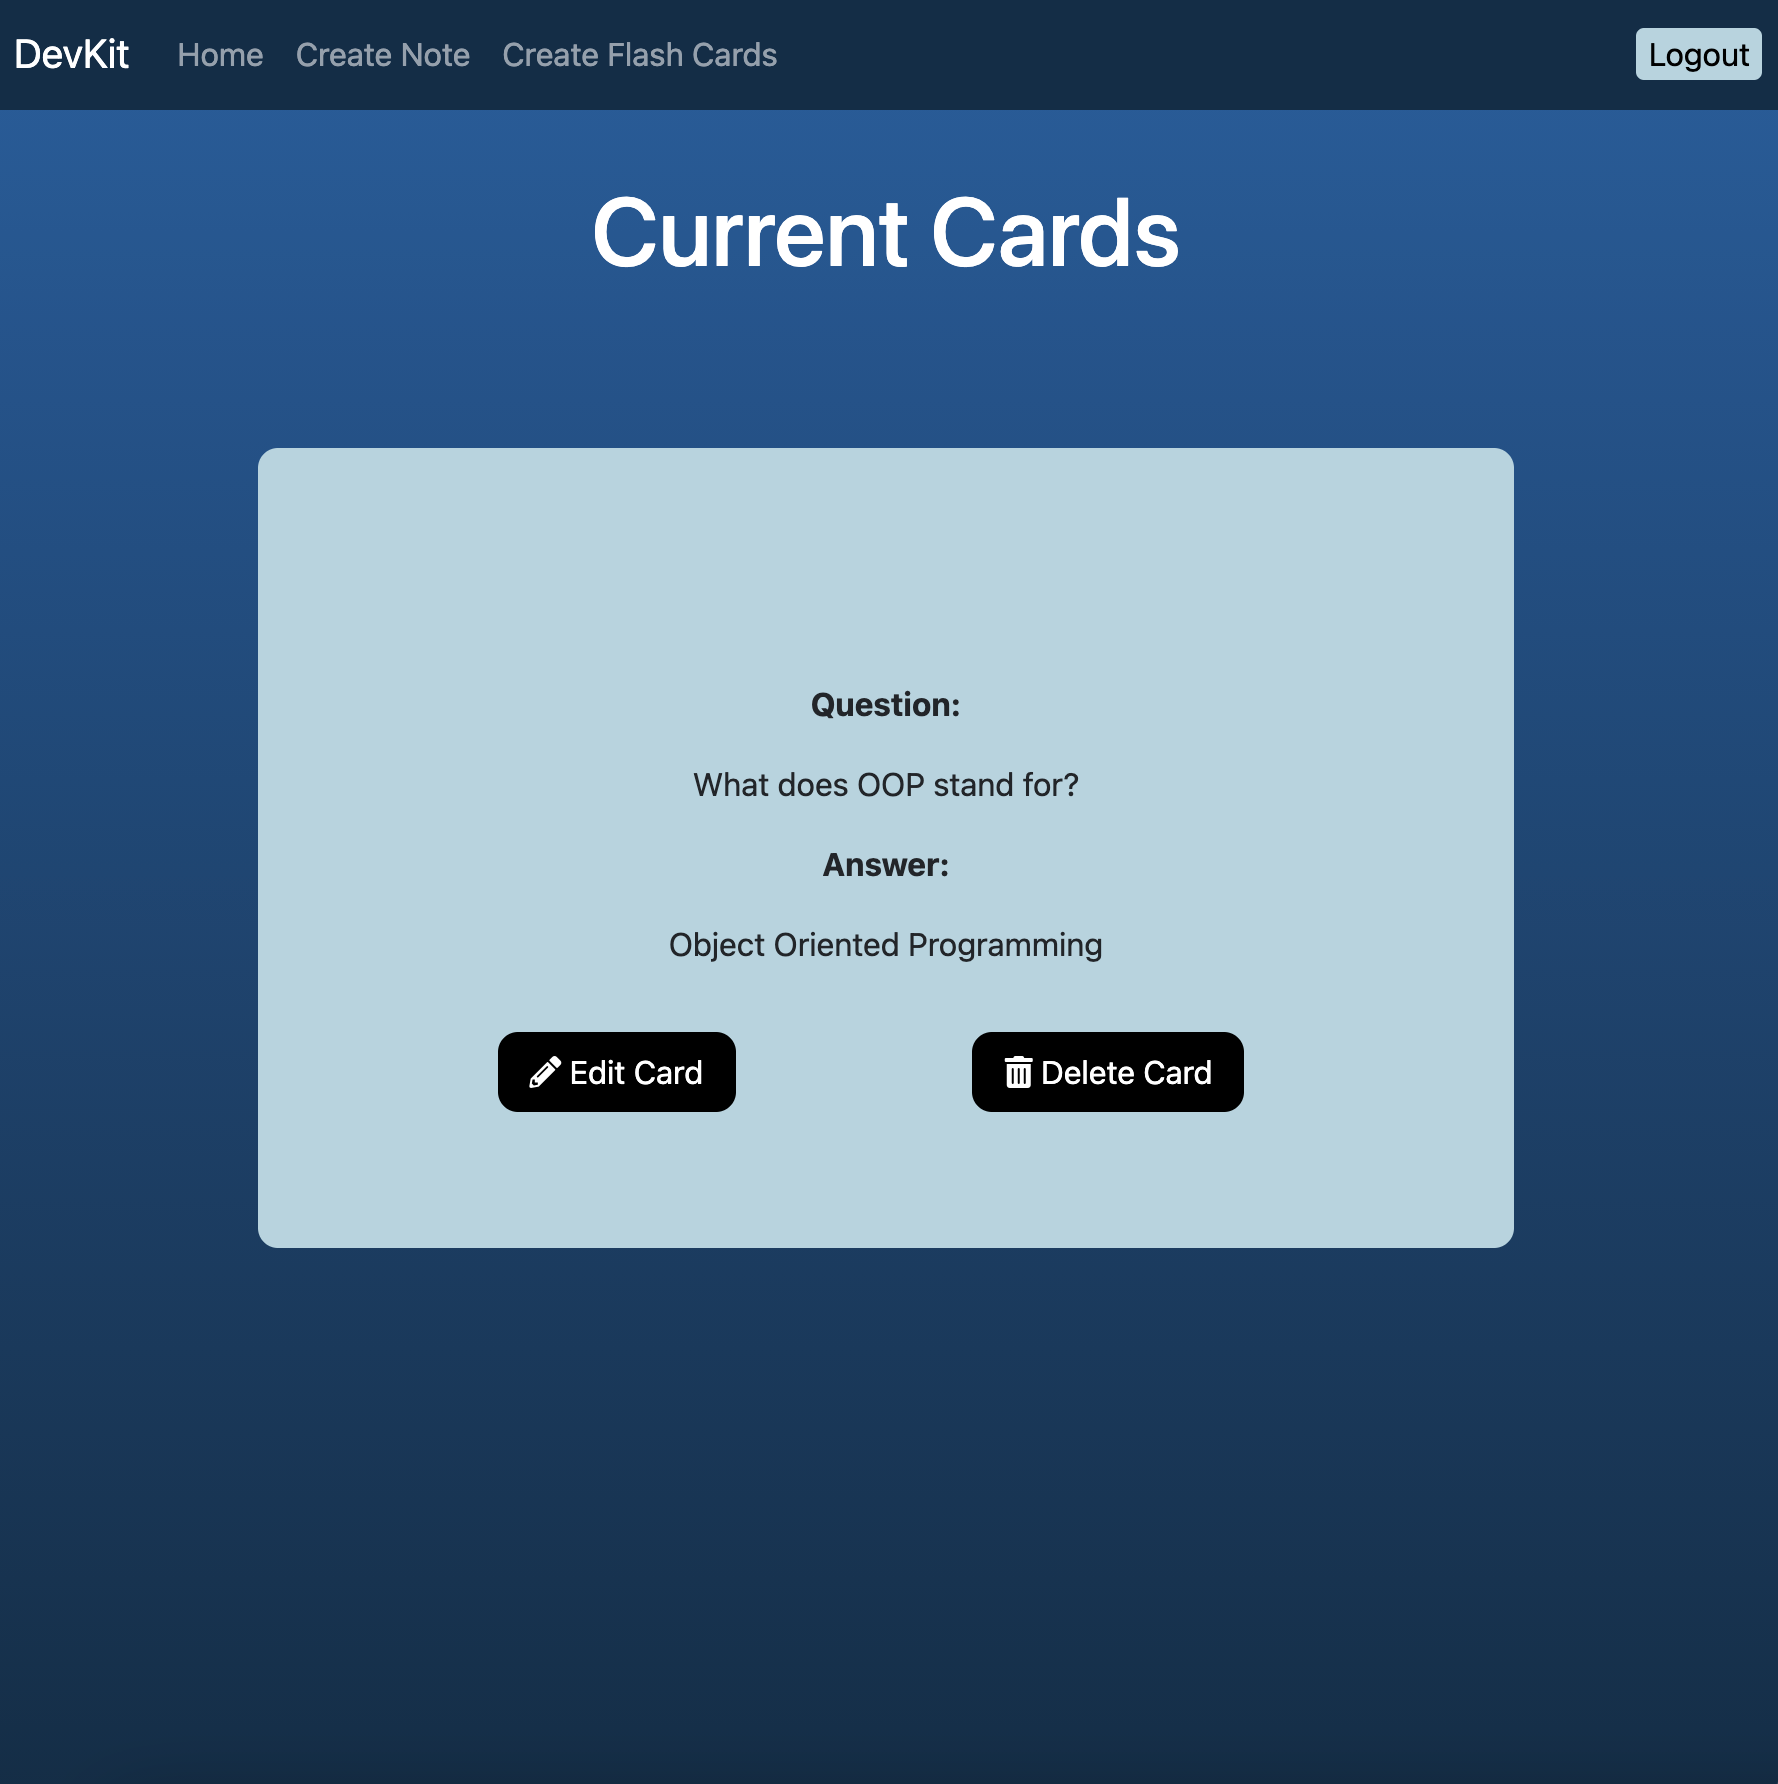 DevKit Home Create Note Create Flash Cards Logout
Current Cards
Question:
What does OOP stand for?
Answer:
Object Oriented Programming
Edit Card Delete Card